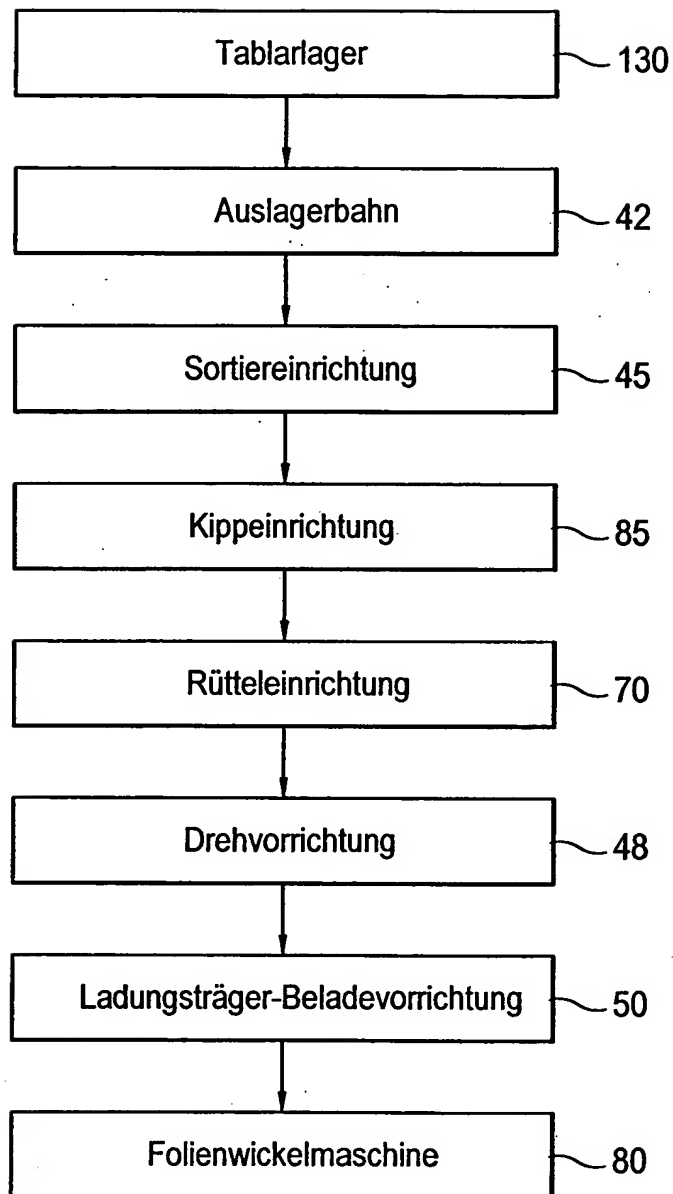 Tablarlager 130
Auslagerbahn 42
Sortiereinrichtung 45
Kippeinrichtung 85
Rütteleinrichtung 70
Drehvorrichtung 48
Ladungsträger-Beladevorrichtung 50
Folienwickelmaschine 80